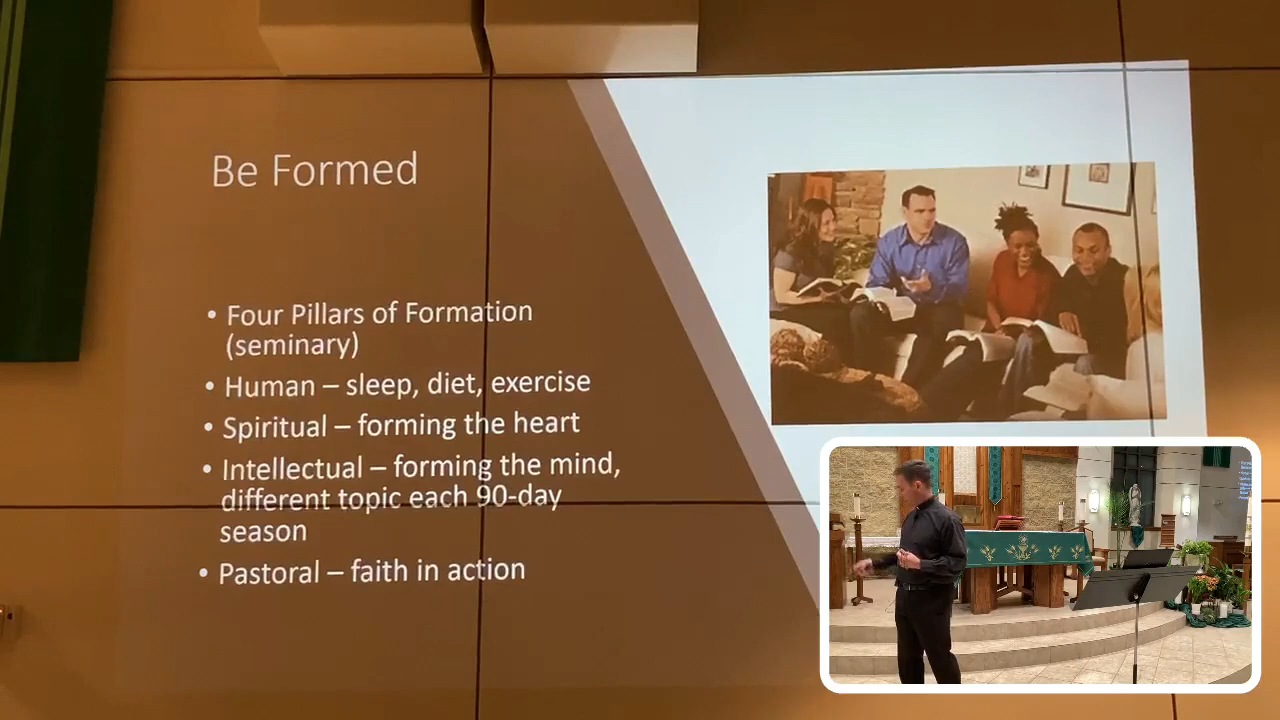 Be Formed
• Four Pillars of Formation
(seminary)
• Human – sleep, diet, exercise
• Spiritual – forming the heart
• Intellectual – forming the mind,
different topic each 90-day
season
• Pastoral – faith in action